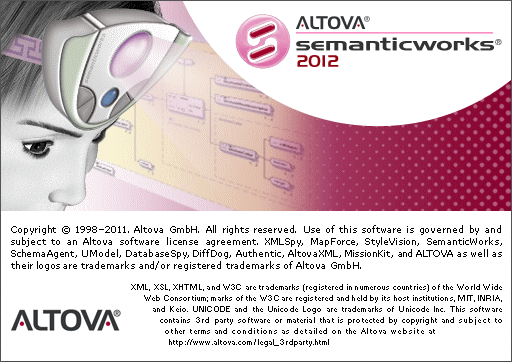 ALTOVA®
semanticworks®
2012
Copyright © 1998-2011. Altova GmbH. All rights reserved. Use of this software is governed by and
subject to an Altova software license agreement. XMLSpy, MapForce, StyleVision, SemanticWorks,
SchemaAgent, UModel, DatabaseSpy, DiffDog, Authentic, AltovaXML, MissionKit, and ALTOVA as well as
their logos are trademarks and/or registered trademarks of Altova GmbH.
XML, XSL, XHTML, and W3C are trademarks (registered in numerous countries) of the World Wide
Web Consortium; marks of the W3C are registered and held by its host institutions, MIT, INRIA,
and Keio. UNICODE and the Unicode Logo are trademarks of Unicode Inc. This software
contains 3rd party software or material that is protected by copyright and subject to
other terms and conditions as detailed on the Altova website at
http://www.altova.com/legal_3rdparty.html
ALTOVA®